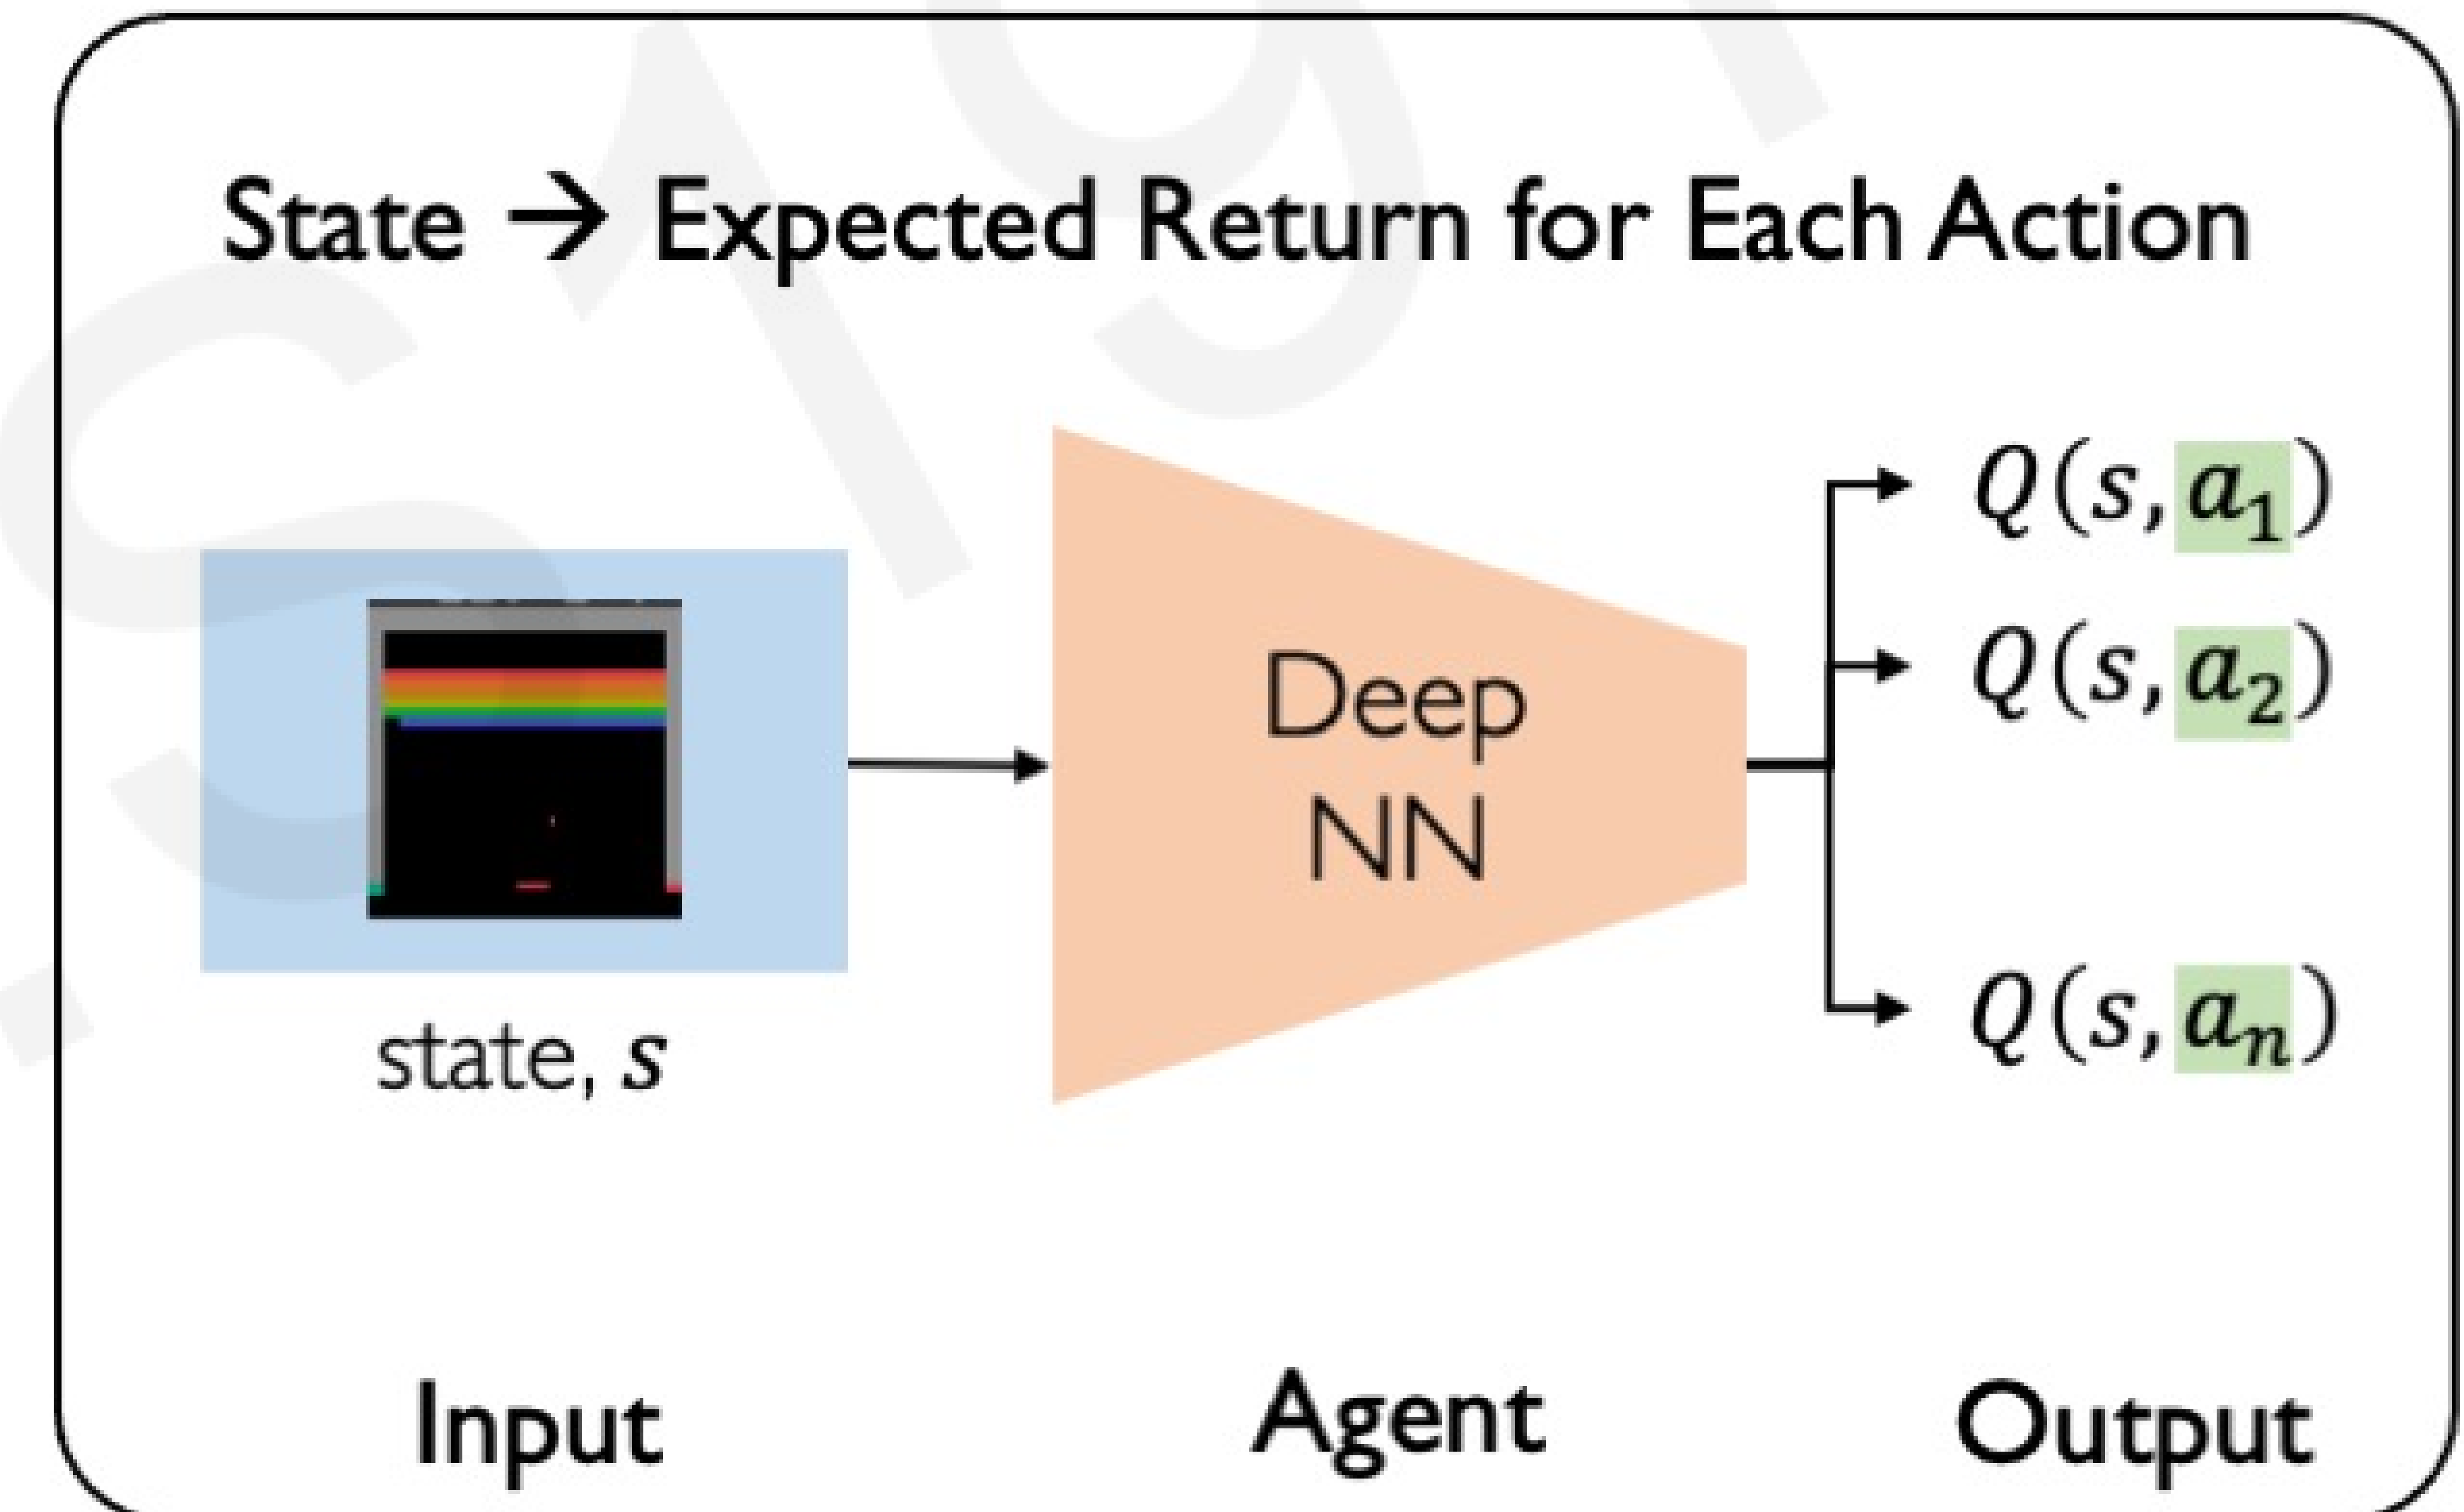 State → Expected Return for Each Action
Q(s, a₁)
Q(s, a₂)
Deep
NN
Q(s, aₙ)
state, s
Input Agent Output